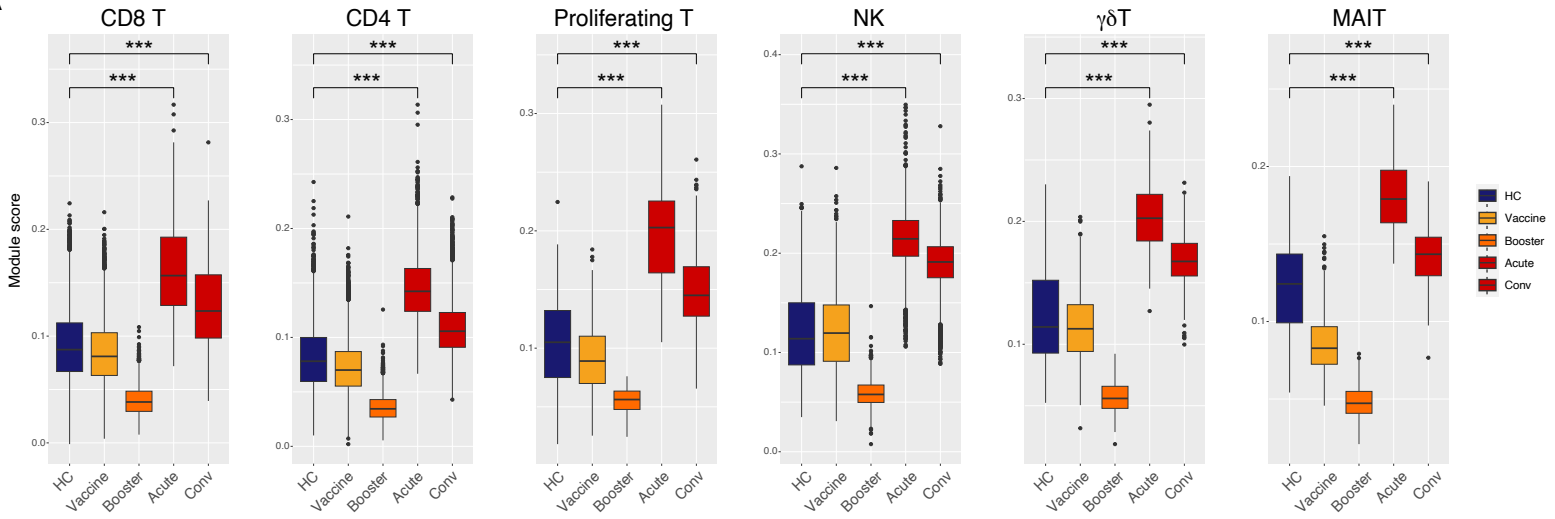 CD8 T
CD4 T
Proliferating T
NK
γδT
MAIT
Module score
*** *** *** *** *** ***
*** *** *** *** *** ***
0.3
0.2
0.1
0.0
HC
Vaccine
Booster
Acute
Conv
0.3
0.2
0.1
0.0
HC
Vaccine
Booster
Acute
Conv
0.3
0.2
0.1
HC
Vaccine
Booster
Acute
Conv
0.4
0.3
0.2
0.1
0.0
HC
Vaccine
Booster
Acute
Conv
0.3
0.2
0.1
HC
Vaccine
Booster
Acute
Conv
0.2
0.1
HC
Vaccine
Booster
Acute
Conv
HC
Vaccine
Booster
Acute
Conv